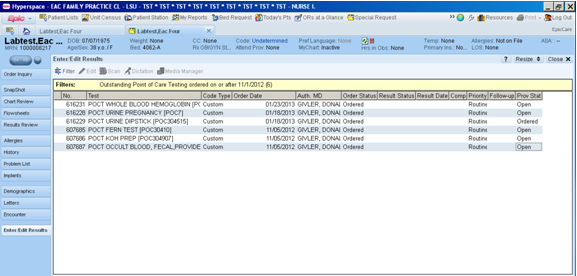 Hyperspace - EAC FAMILY PRACTICE CL - LSU - TST * TST * TST * TST * TST * TST * TST * TST * TST - NURSE I.
Epic Patient Lists Unit Census Patient Station My Reports Bed Request Today's Pts ORs at a Glance Special Request Resources Print Log Out
Labtest,Eac Four Labtest,Eac Four EpicCare
Labtest,Eac ... DOB: 07/07/1975 Weight: None CC: None Code: Undetermined Pref Language: None Temp: None Allergies: Not on File ASA: --
MRN: 1000086217 Age/Sex: 38 y.o. / F Bed: 4062-A Rx OB/GYN (BL.. Attend Prov: None MyChart: Inactive Hrs in Obs: None Primary Ins.: No... LOS: None
Enter/Edit Results ? Resize Close X
Filter Edit Scan Dictation Media Manager
Filters: Outstanding Point of Care Testing ordered on or after 11/1/2012 (6)
No. Test Code Type Order Date Auth. MD Order Status Result Status Result Date Comp Priority Follow-up Prov Stat
616231 POCT WHOLE BLOOD HEMOGLOBIN [PC Custom 01/23/2013 GIVLER, DONAL Ordered Routine Open
616228 POCT URINE PREGNANCY [POC7] Custom 01/18/2013 GIVLER, DONAL Ordered Routine Open
616229 POCT URINE DIPSTICK [POC304515] Custom 01/18/2013 GIVLER, DONAL Ordered Routine Ordered
607685 POCT FERN TEST [POC30410] Custom 11/05/2012 GIVLER, DONAL Ordered Routine Open
607686 POCT KOH PREP [POC304907] Custom 11/05/2012 GIVLER, DONAL Ordered Routine Open
607687 POCT OCCULT BLOOD, FECAL,PROVIDE Custom 11/05/2012 GIVLER, DONAL Ordered Routine Open
Order Inquiry
SnapShot
Chart Review
Flowsheets
Results Review
Allergies
History
Problem List
Implants
Demographics
Letters
Encounter
Enter/Edit Results